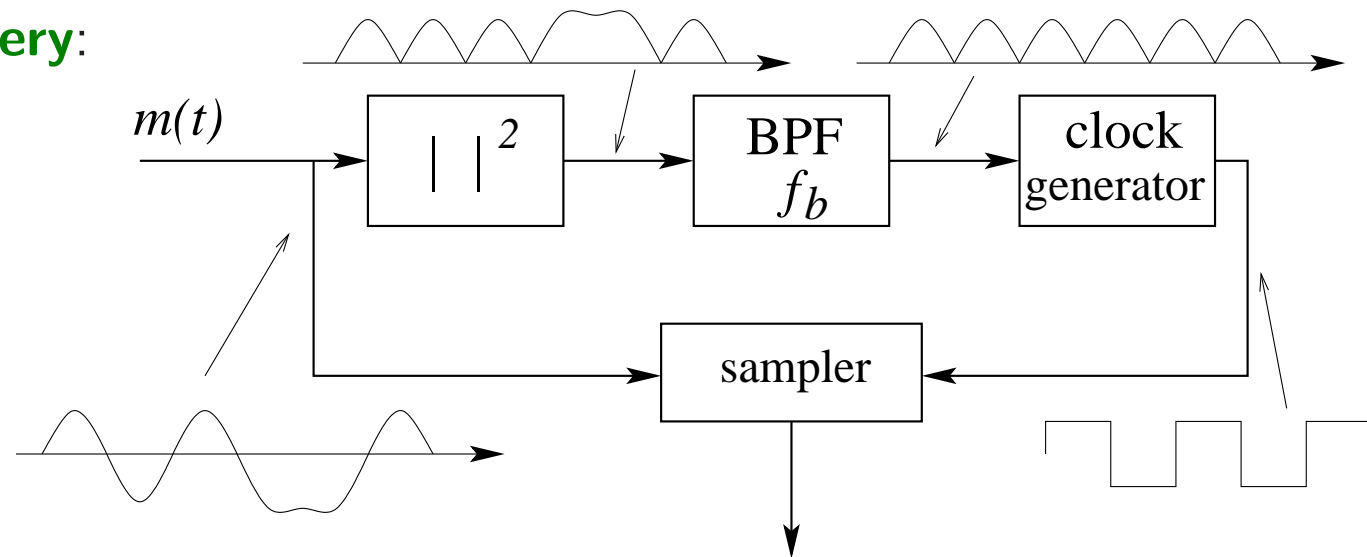 ery:
m(t)
| | 2
BPF
f_b
clock
generator
sampler